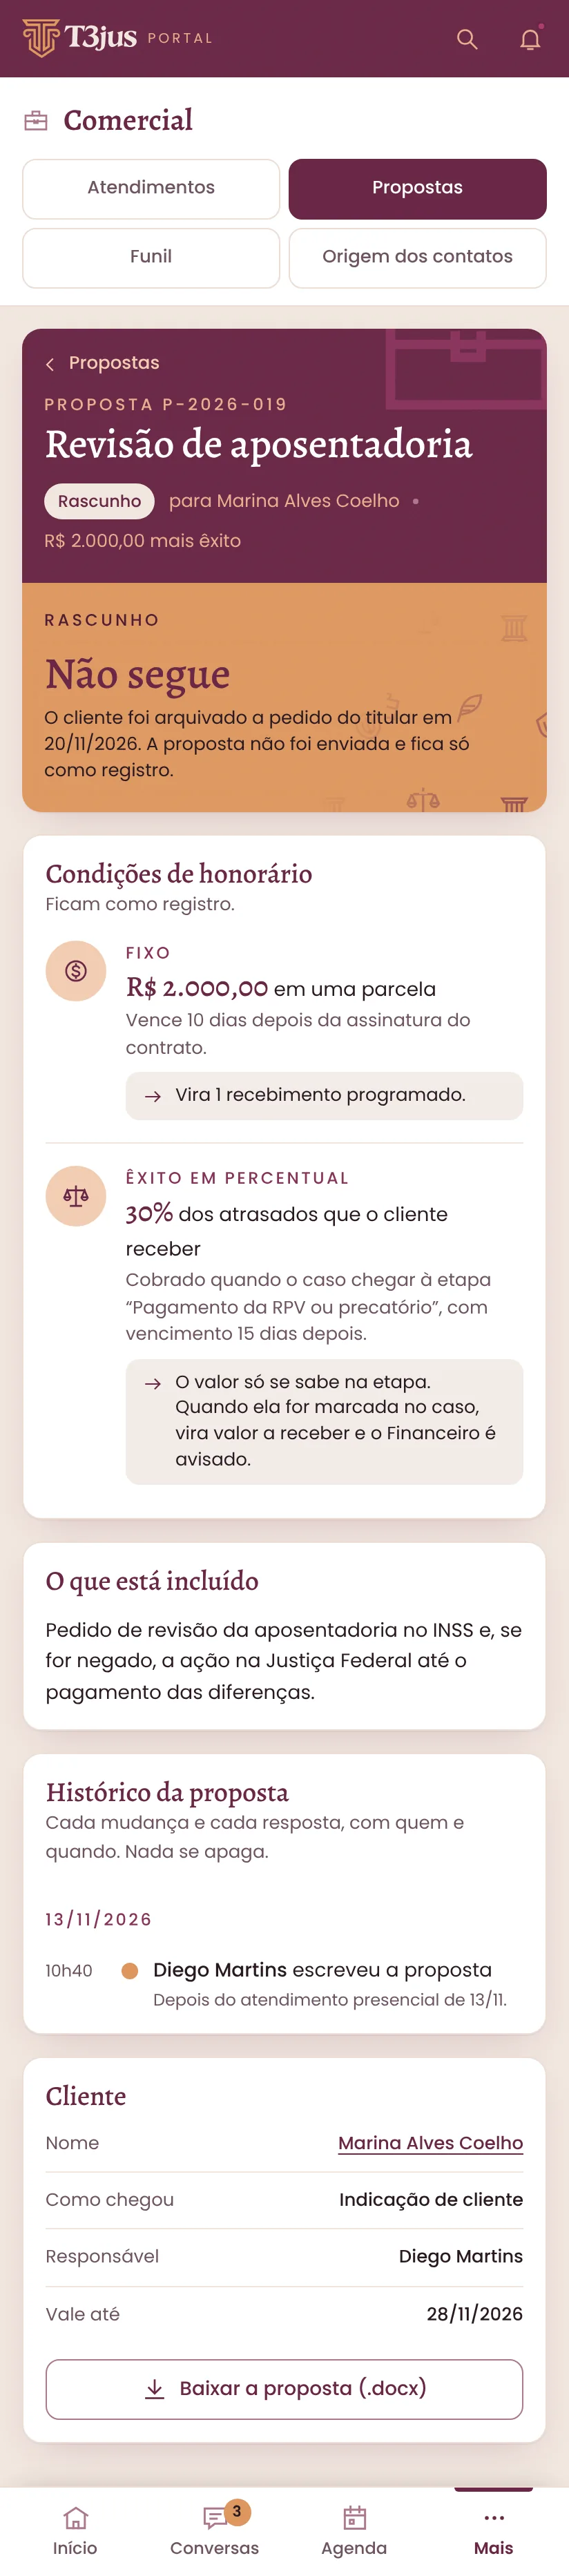 T3jus PORTAL
Comercial
Atendimentos
Propostas
Funil
Origem dos contatos
Propostas
PROPOSTA P-2026-019
Revisão de aposentadoria
Rascunho para Marina Alves Coelho •
R$ 2.000,00 mais êxito
RASCUNHO
Não segue
O cliente foi arquivado a pedido do titular em
20/11/2026. A proposta não foi enviada e fica só
como registro.
Condições de honorário
Ficam como registro.
FIXO
R$ 2.000,00 em uma parcela
Vence 10 dias depois da assinatura do
contrato.
→ Vira 1 recebimento programado.
ÊXITO EM PERCENTUAL
30% dos atrasados que o cliente
receber
Cobrado quando o caso chegar à etapa
“Pagamento da RPV ou precatório”, com
vencimento 15 dias depois.
→ O valor só se sabe na etapa.
Quando ela for marcada no caso,
vira valor a receber e o Financeiro é
avisado.
O que está incluído
Pedido de revisão da aposentadoria no INSS e, se
for negado, a ação na Justiça Federal até o
pagamento das diferenças.
Histórico da proposta
Cada mudança e cada resposta, com quem e
quando. Nada se apaga.
13/11/2026
10h40 Diego Martins escreveu a proposta
Depois do atendimento presencial de 13/11.
Cliente
Nome Marina Alves Coelho
Como chegou Indicação de cliente
Responsável Diego Martins
Vale até 28/11/2026
Baixar a proposta (.docx)
3
Início
Conversas
Agenda
Mais